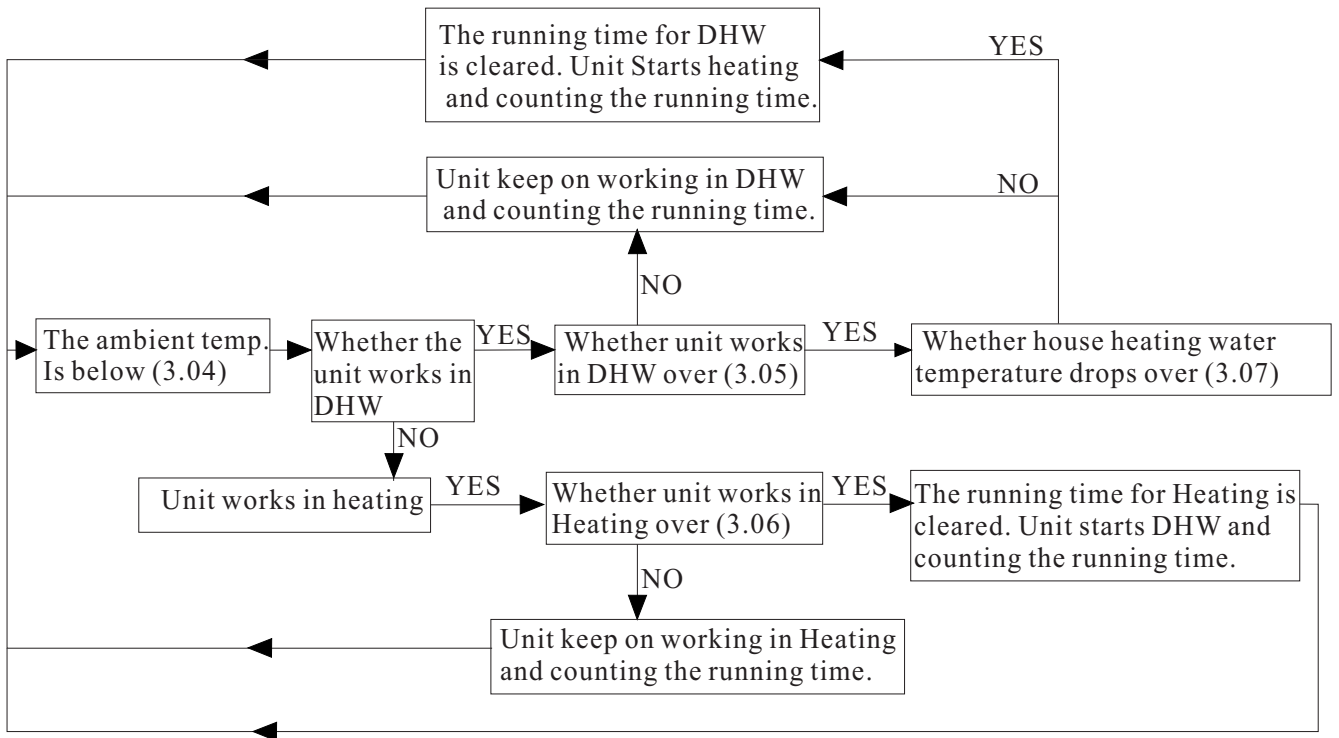 The running time for DHW
is cleared. Unit Starts heating
and counting the running time.
YES
Unit keep on working in DHW
and counting the running time.
NO
NO
The ambient temp.
Is below (3.04)
Whether the
unit works in
DHW
YES
Whether unit works
in DHW over (3.05)
YES
Whether house heating water
temperature drops over (3.07)
NO
Unit works in heating
YES
Whether unit works in
Heating over (3.06)
YES
The running time for Heating is
cleared. Unit starts DHW and
counting the running time.
NO
Unit keep on working in Heating
and counting the running time.